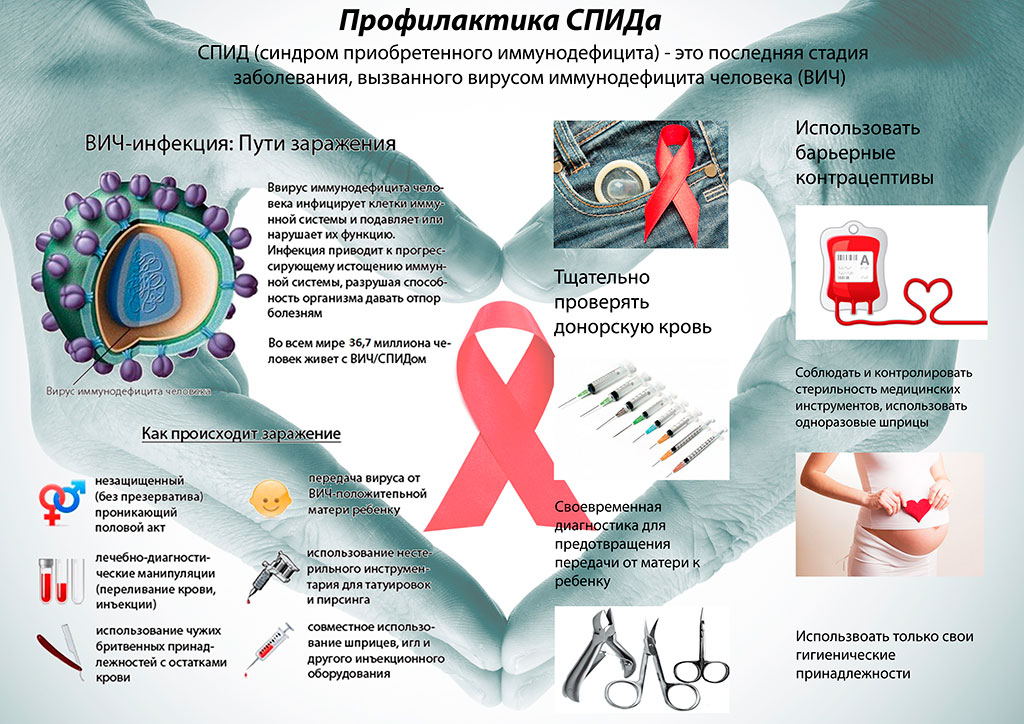 Профилактика СПИДа
СПИД (синдром приобретенного иммунодефицита) - это последняя стадия
заболевания, вызванного вирусом иммунодефицита человека (ВИЧ)
ВИЧ-инфекция: Пути заражения
Ввирус иммунодефицита чело-
века инфицирует клетки имму-
нной системы и подавляет или
нарушает их функцию.
Инфекция приводит к прогрес-
сирующему истощению иммун-
ной системы, разрушая способ-
ность организма давать отпор
болезням
Во всем мире 36,7 миллиона че-
ловек живет с ВИЧ/СПИДом
Вирус иммунодефицита человека
Как происходит заражение
незащищенный
(без презерватива)
проникающий
половой акт
передача вируса от
ВИЧ-положительной
матери ребенку
лечебно-диагности-
ческие манипуляции
(переливание крови,
инъекции)
использование несте-
рильного инструмен-
тария для татуировок
и пирсинга
использование чужих
бритвенных принад-
лежностей с остатками
крови
совместное использо-
вание шприцев, игл и
другого инъекционного
оборудования
Использовать
барьерные
контрацептивы
Тщательно
проверять
донорскую кровь
A
Соблюдать и контролировать
стерильность медицинских
инструментов, использовать
одноразовые шприцы
Своевременная
диагностика для
предотвращения
передачи от матери к
ребенку
Использвоать только свои
гигиенические
принадлежности